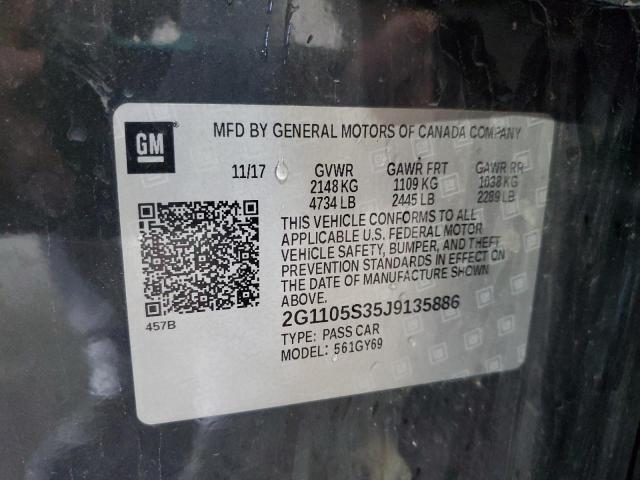 GM
MFD BY GENERAL MOTORS OF CANADA COMPANY
11/17 GVWR GAWR FRT GAWR RR
2148 KG 1109 KG 1038 KG
4734 LB 2445 LB 2289 LB
THIS VEHICLE CONFORMS TO ALL
APPLICABLE U.S. FEDERAL MOTOR
VEHICLE SAFETY, BUMPER, AND THEFT
PREVENTION STANDARDS IN EFFECT ON
THE DATE OF MANUFACTURE SHOWN
ABOVE.
2G1105S35J9135886
457B
TYPE: PASS CAR
MODEL: 561GY69